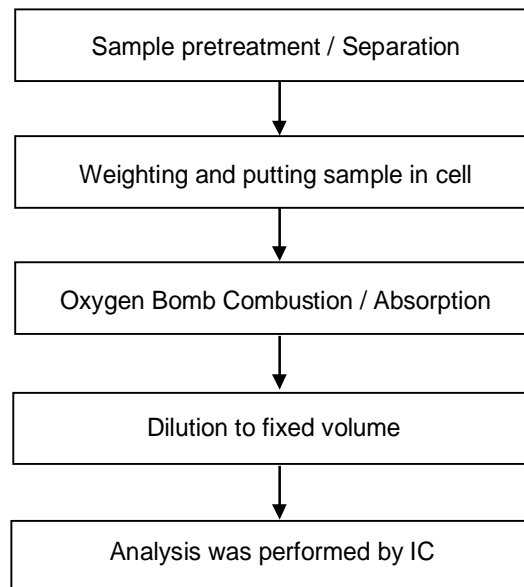 Sample pretreatment / Separation
Weighting and putting sample in cell
Oxygen Bomb Combustion / Absorption
Dilution to fixed volume
Analysis was performed by IC